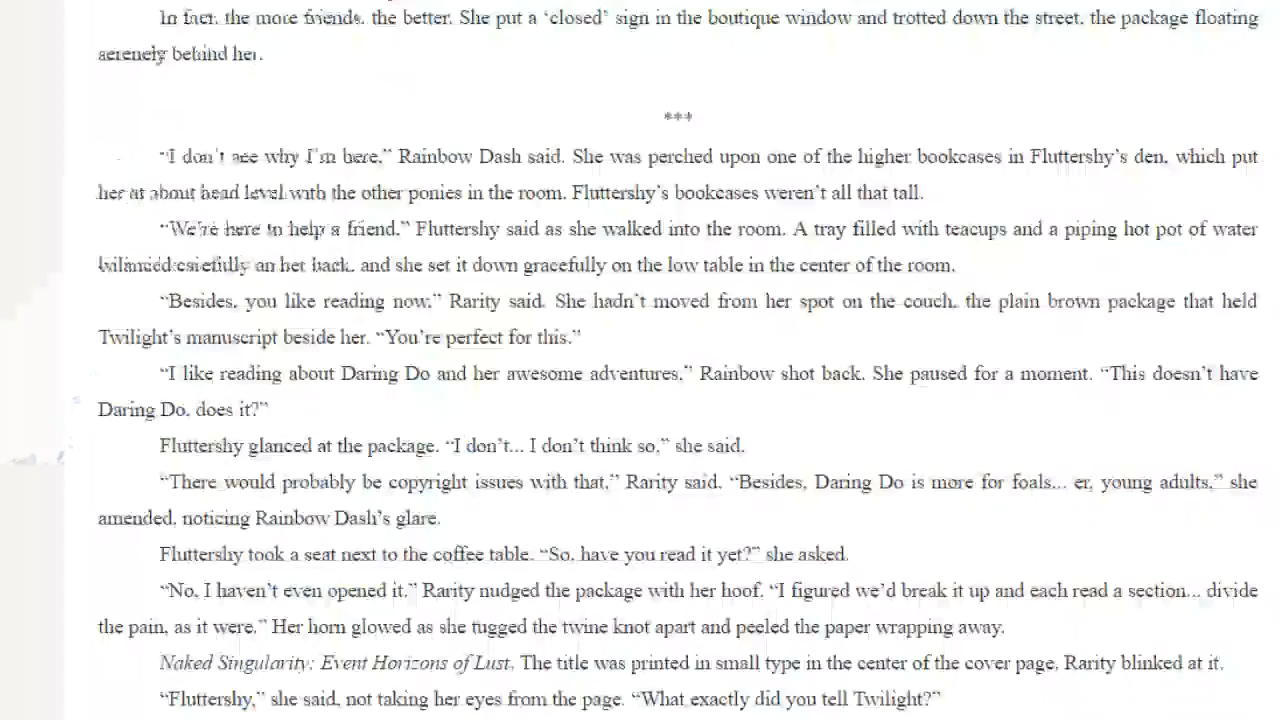 In fact, the more friends, the better. She put a ‘closed’ sign in the boutique window and trotted down the street, the package floating
serenely behind her.
***
“I don’t see why I’m here,” Rainbow Dash said. She was perched upon one of the higher bookcases in Fluttershy’s den, which put
her at about head level with the other ponies in the room. Fluttershy’s bookcases weren’t all that tall.
“We’re here to help a friend.” Fluttershy said as she walked into the room. A tray filled with teacups and a piping hot pot of water
balanced carefully on her back, and she set it down gracefully on the low table in the center of the room.
“Besides, you like reading now,” Rarity said. She hadn’t moved from her spot on the couch, the plain brown package that held
Twilight’s manuscript beside her. “You’re perfect for this.”
“I like reading about Daring Do and her awesome adventures,” Rainbow shot back. She paused for a moment. “This doesn’t have
Daring Do, does it?”
Fluttershy glanced at the package. “I don’t... I don’t think so,” she said.
“There would probably be copyright issues with that,” Rarity said. “Besides, Daring Do is more for foals... er, young adults,” she
amended, noticing Rainbow Dash’s glare.
Fluttershy took a seat next to the coffee table. “So, have you read it yet?” she asked.
“No, I haven’t even opened it.” Rarity nudged the package with her hoof. “I figured we’d break it up and each read a section... divide
the pain, as it were.” Her horn glowed as she tugged the twine knot apart and peeled the paper wrapping away.
Naked Singularity: Event Horizons of Lust. The title was printed in small type in the center of the cover page. Rarity blinked at it.
“Fluttershy,” she said, not taking her eyes from the page. “What exactly did you tell Twilight?”